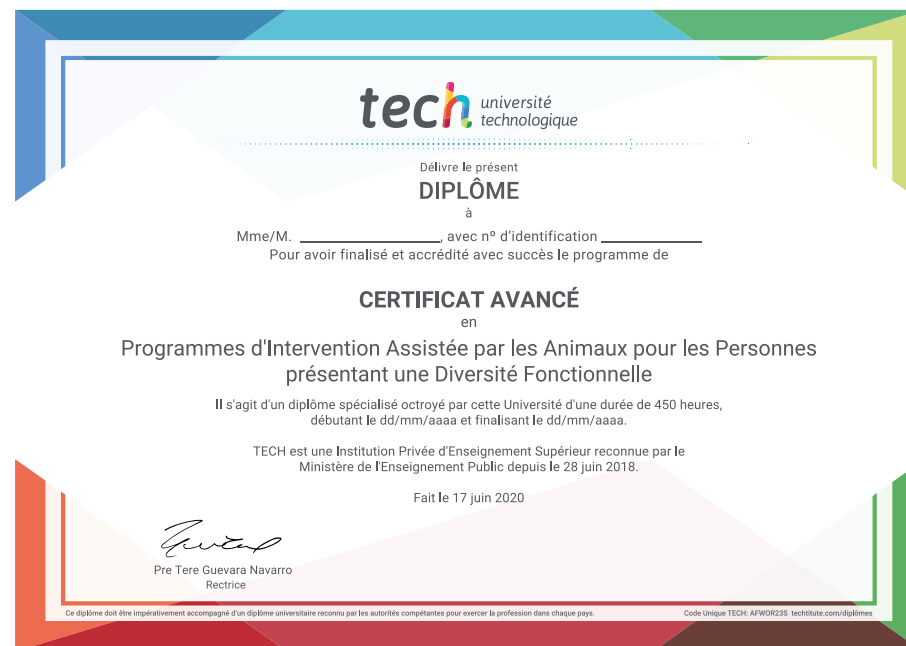 tech université
technologique
Délivre le présent
DIPLÔME
à
Mme/M. ____________________, avec nº d'identification ______________
Pour avoir finalisé et accrédité avec succès le programme de
CERTIFICAT AVANCÉ
en
Programmes d'Intervention Assistée par les Animaux pour les Personnes
présentant une Diversité Fonctionnelle
Il s'agit d'un diplôme spécialisé octroyé par cette Université d'une durée de 450 heures,
débutant le dd/mm/aaaa et finalisant le dd/mm/aaaa.
TECH est une Institution Privée d'Enseignement Supérieur reconnue par le
Ministère de l'Enseignement Public depuis le 28 juin 2018.
Fait le 17 juin 2020
Pre Tere Guevara Navarro
Rectrice
Ce diplôme doit être impérativement accompagné d'un diplôme universitaire reconnu par les autorités compétantes pour exercer la profession dans chaque pays.
Code Unique TECH: AFWOR23S techtitute.com/diplômes